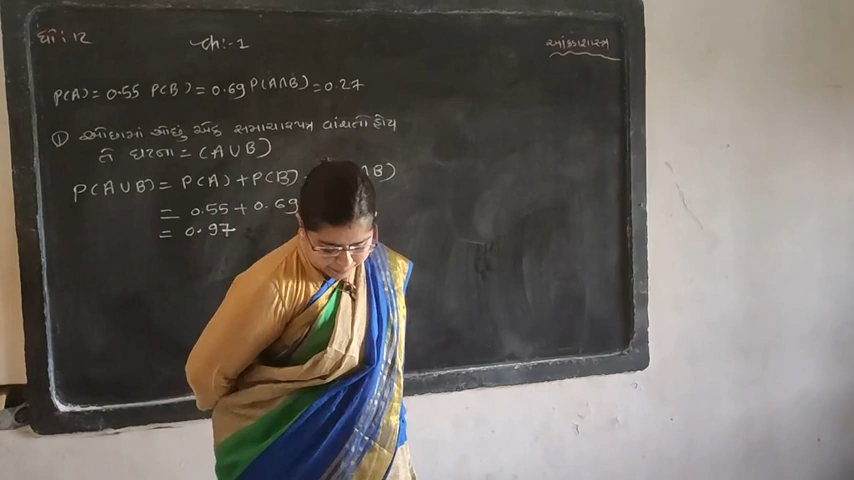 ધો : 12
ch:-1
આંકડાશાસ્ત્ર
P(A) = 0.55 P(B) = 0.69 P(A∩B) = 0.27
① ઓછામાં ઓછું એક સમાચારપત્ર વાંચતી હોય
તે ઘટના = (A∪B)
P(A∪B) = P(A) + P(B) AB)
= 0.55 + 0.69
= 0.97